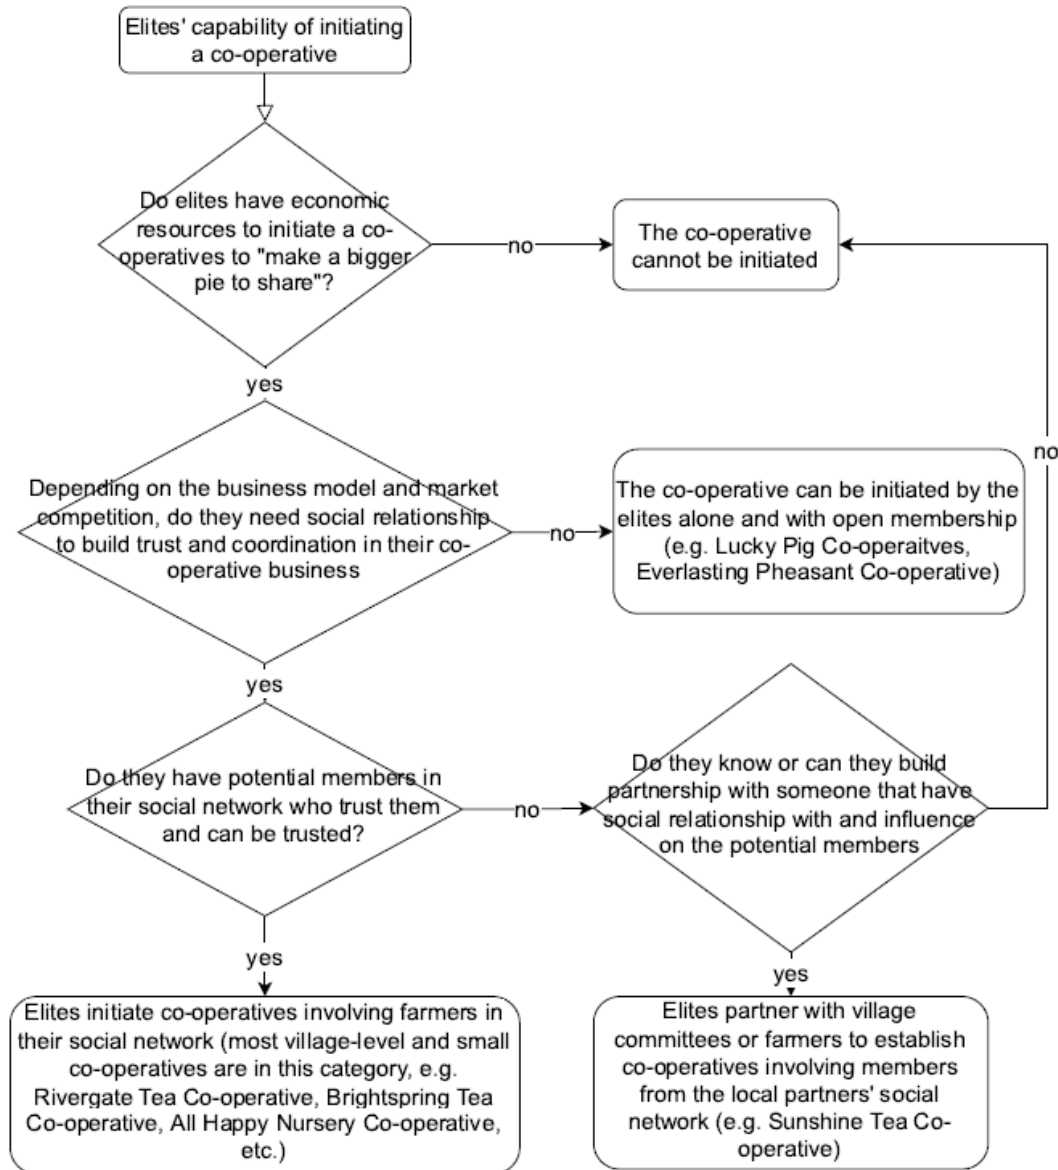 Elites' capability of initiating
a co-operative
Do elites have economic
resources to initiate a co-
operatives to "make a bigger
pie to share"?
no
The co-operative
cannot be initiated
yes
Depending on the business model and market
competition, do they need social relationship
to build trust and coordination in their co-
operative business
no
The co-operative can be initiated by the
elites alone and with open membership
(e.g. Lucky Pig Co-operaitves,
Everlasting Pheasant Co-operative)
no
yes
Do they have potential members in
their social network who trust them
and can be trusted?
no
Do they know or can they build
partnership with someone that have
social relationship with and influence
on the potential members
yes
Elites initiate co-operatives involving farmers in
their social network (most village-level and small
co-operatives are in this category, e.g.
Rivergate Tea Co-operative, Brightspring Tea
Co-operative, All Happy Nursery Co-operative,
etc.)
yes
Elites partner with village
committees or farmers to establish
co-operatives involving members
from the local partners' social
network (e.g. Sunshine Tea Co-
operative)